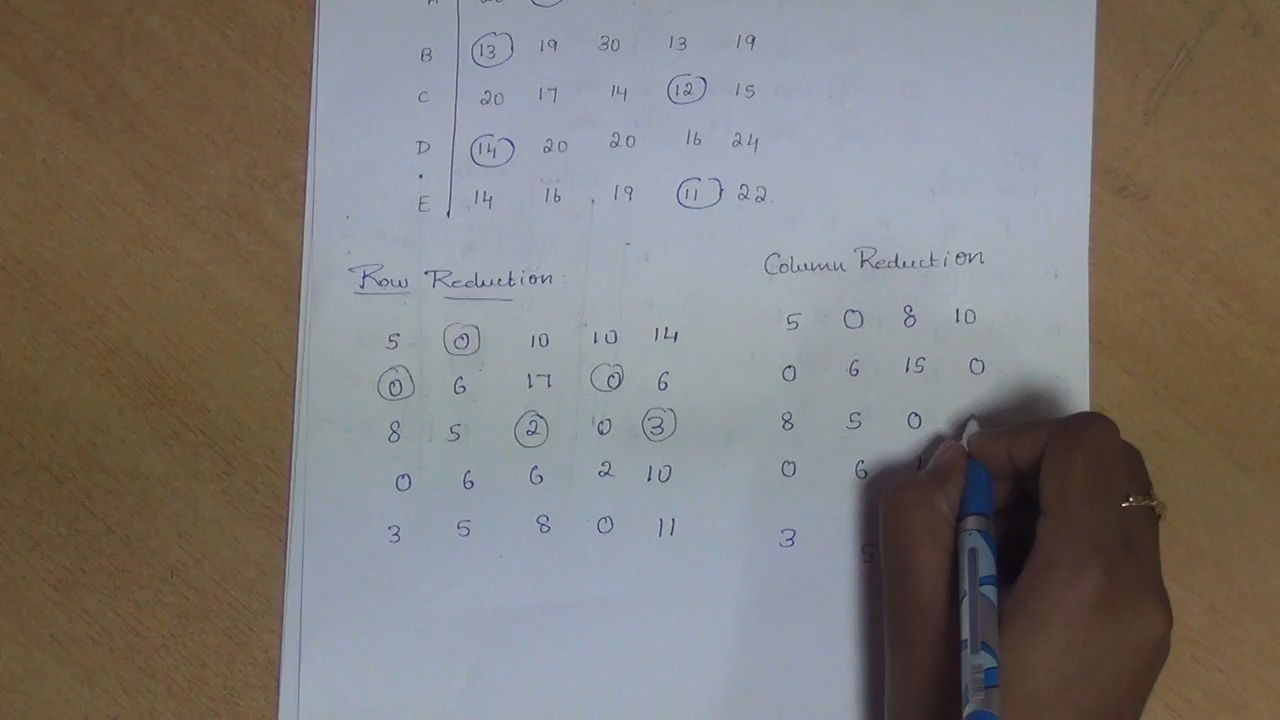 B 13 19 30 13 19
C 20 17 14 12 15
D 14 20 20 16 24
E 14 16 19 11 22.
Row Reduction:
5 0 10 10 14
0 6 17 0 6
8 5 2 0 3
0 6 6 2 10
3 5 8 0 11
Column Reduction
5 0 8 10
0 6 15 0
8 5 0
0 6
3 5